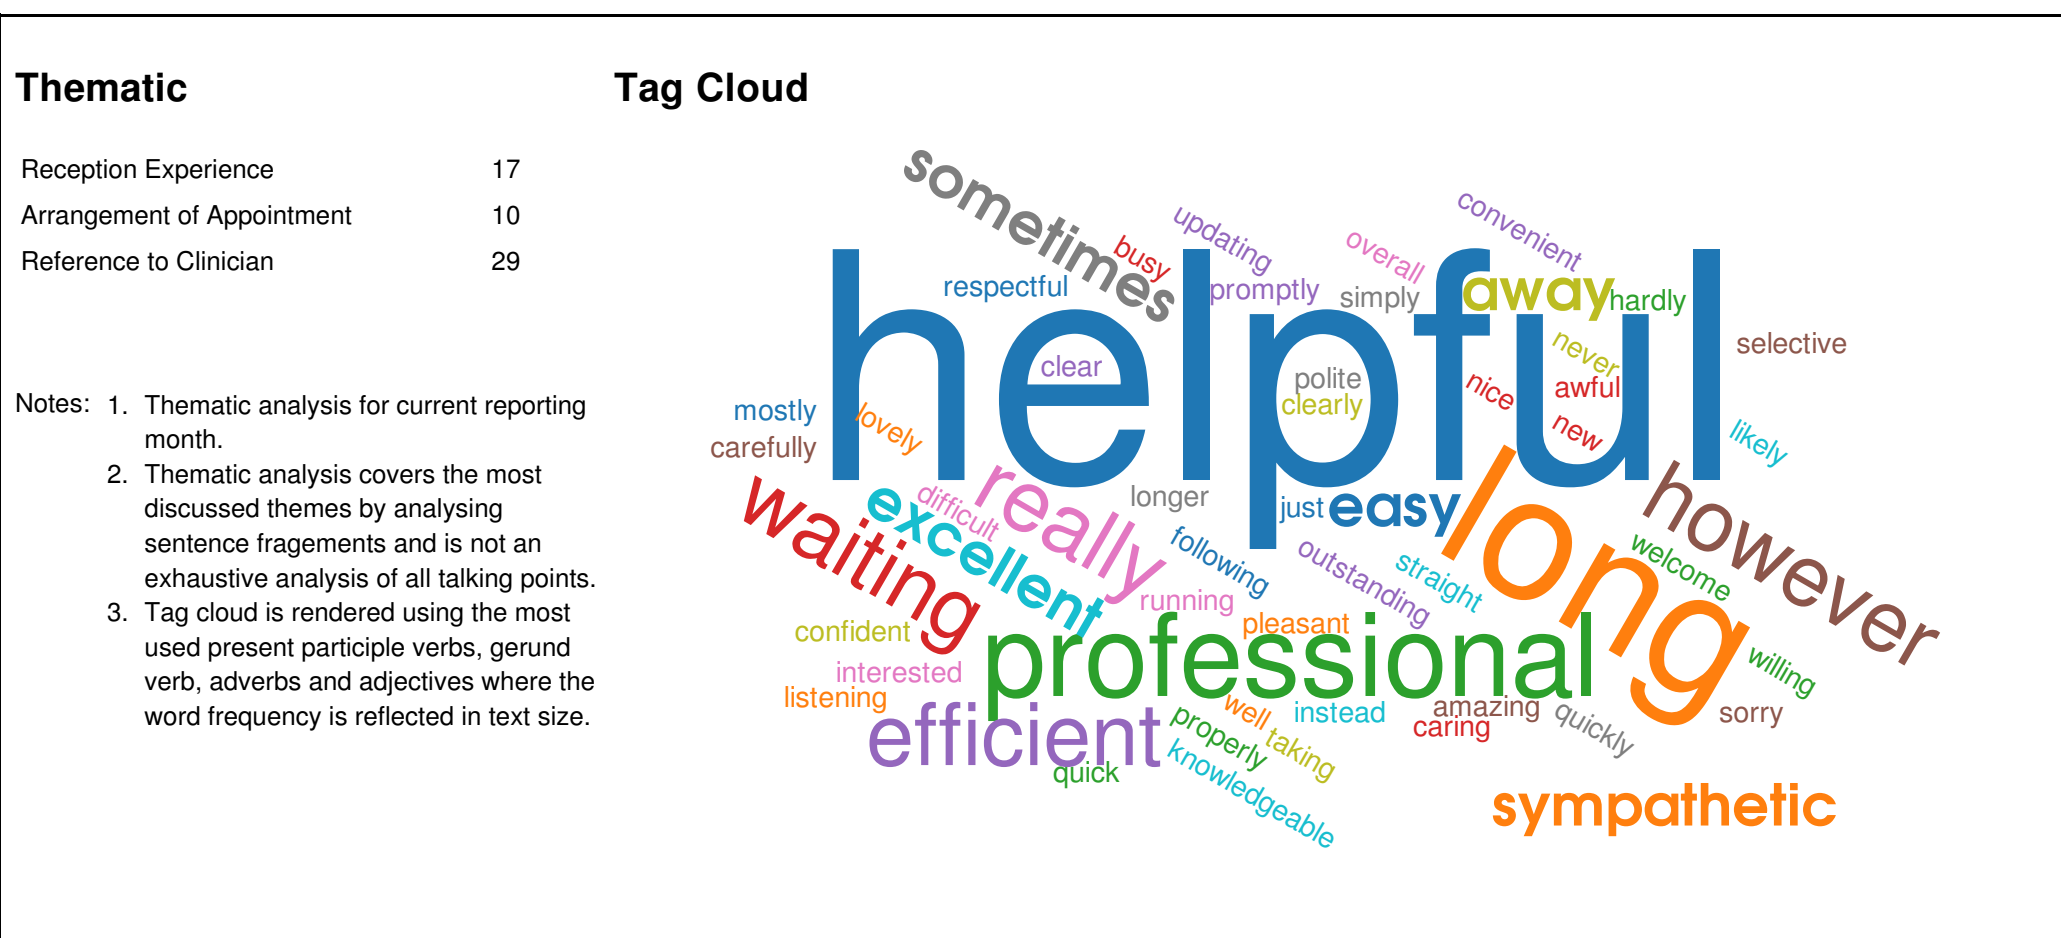 Thematic
Reception Experience 17
Arrangement of Appointment 10
Reference to Clinician 29
Notes: 1. Thematic analysis for current reporting
month.
2. Thematic analysis covers the most
discussed themes by analysing
sentence fragements and is not an
exhaustive analysis of all talking points.
3. Tag cloud is rendered using the most
used present participle verbs, gerund
verb, adverbs and adjectives where the
word frequency is reflected in text size.
Tag Cloud
sometimes
busy
updating
convenient
overall
respectful
promptly
simply
away
hardly
helpful
never
selective
clear
polite
clearly
nice
awful
mostly
lovely
new
likely
carefully
waiting
excellent
difficult
really
longer
just
easy
long
however
following
outstanding
straight
welcome
running
confident
pleasant
professional
willing
interested
listening
efficient
well
instead
amazing
caring
quickly
sorry
properly
taking
quick
knowledgeable
sympathetic